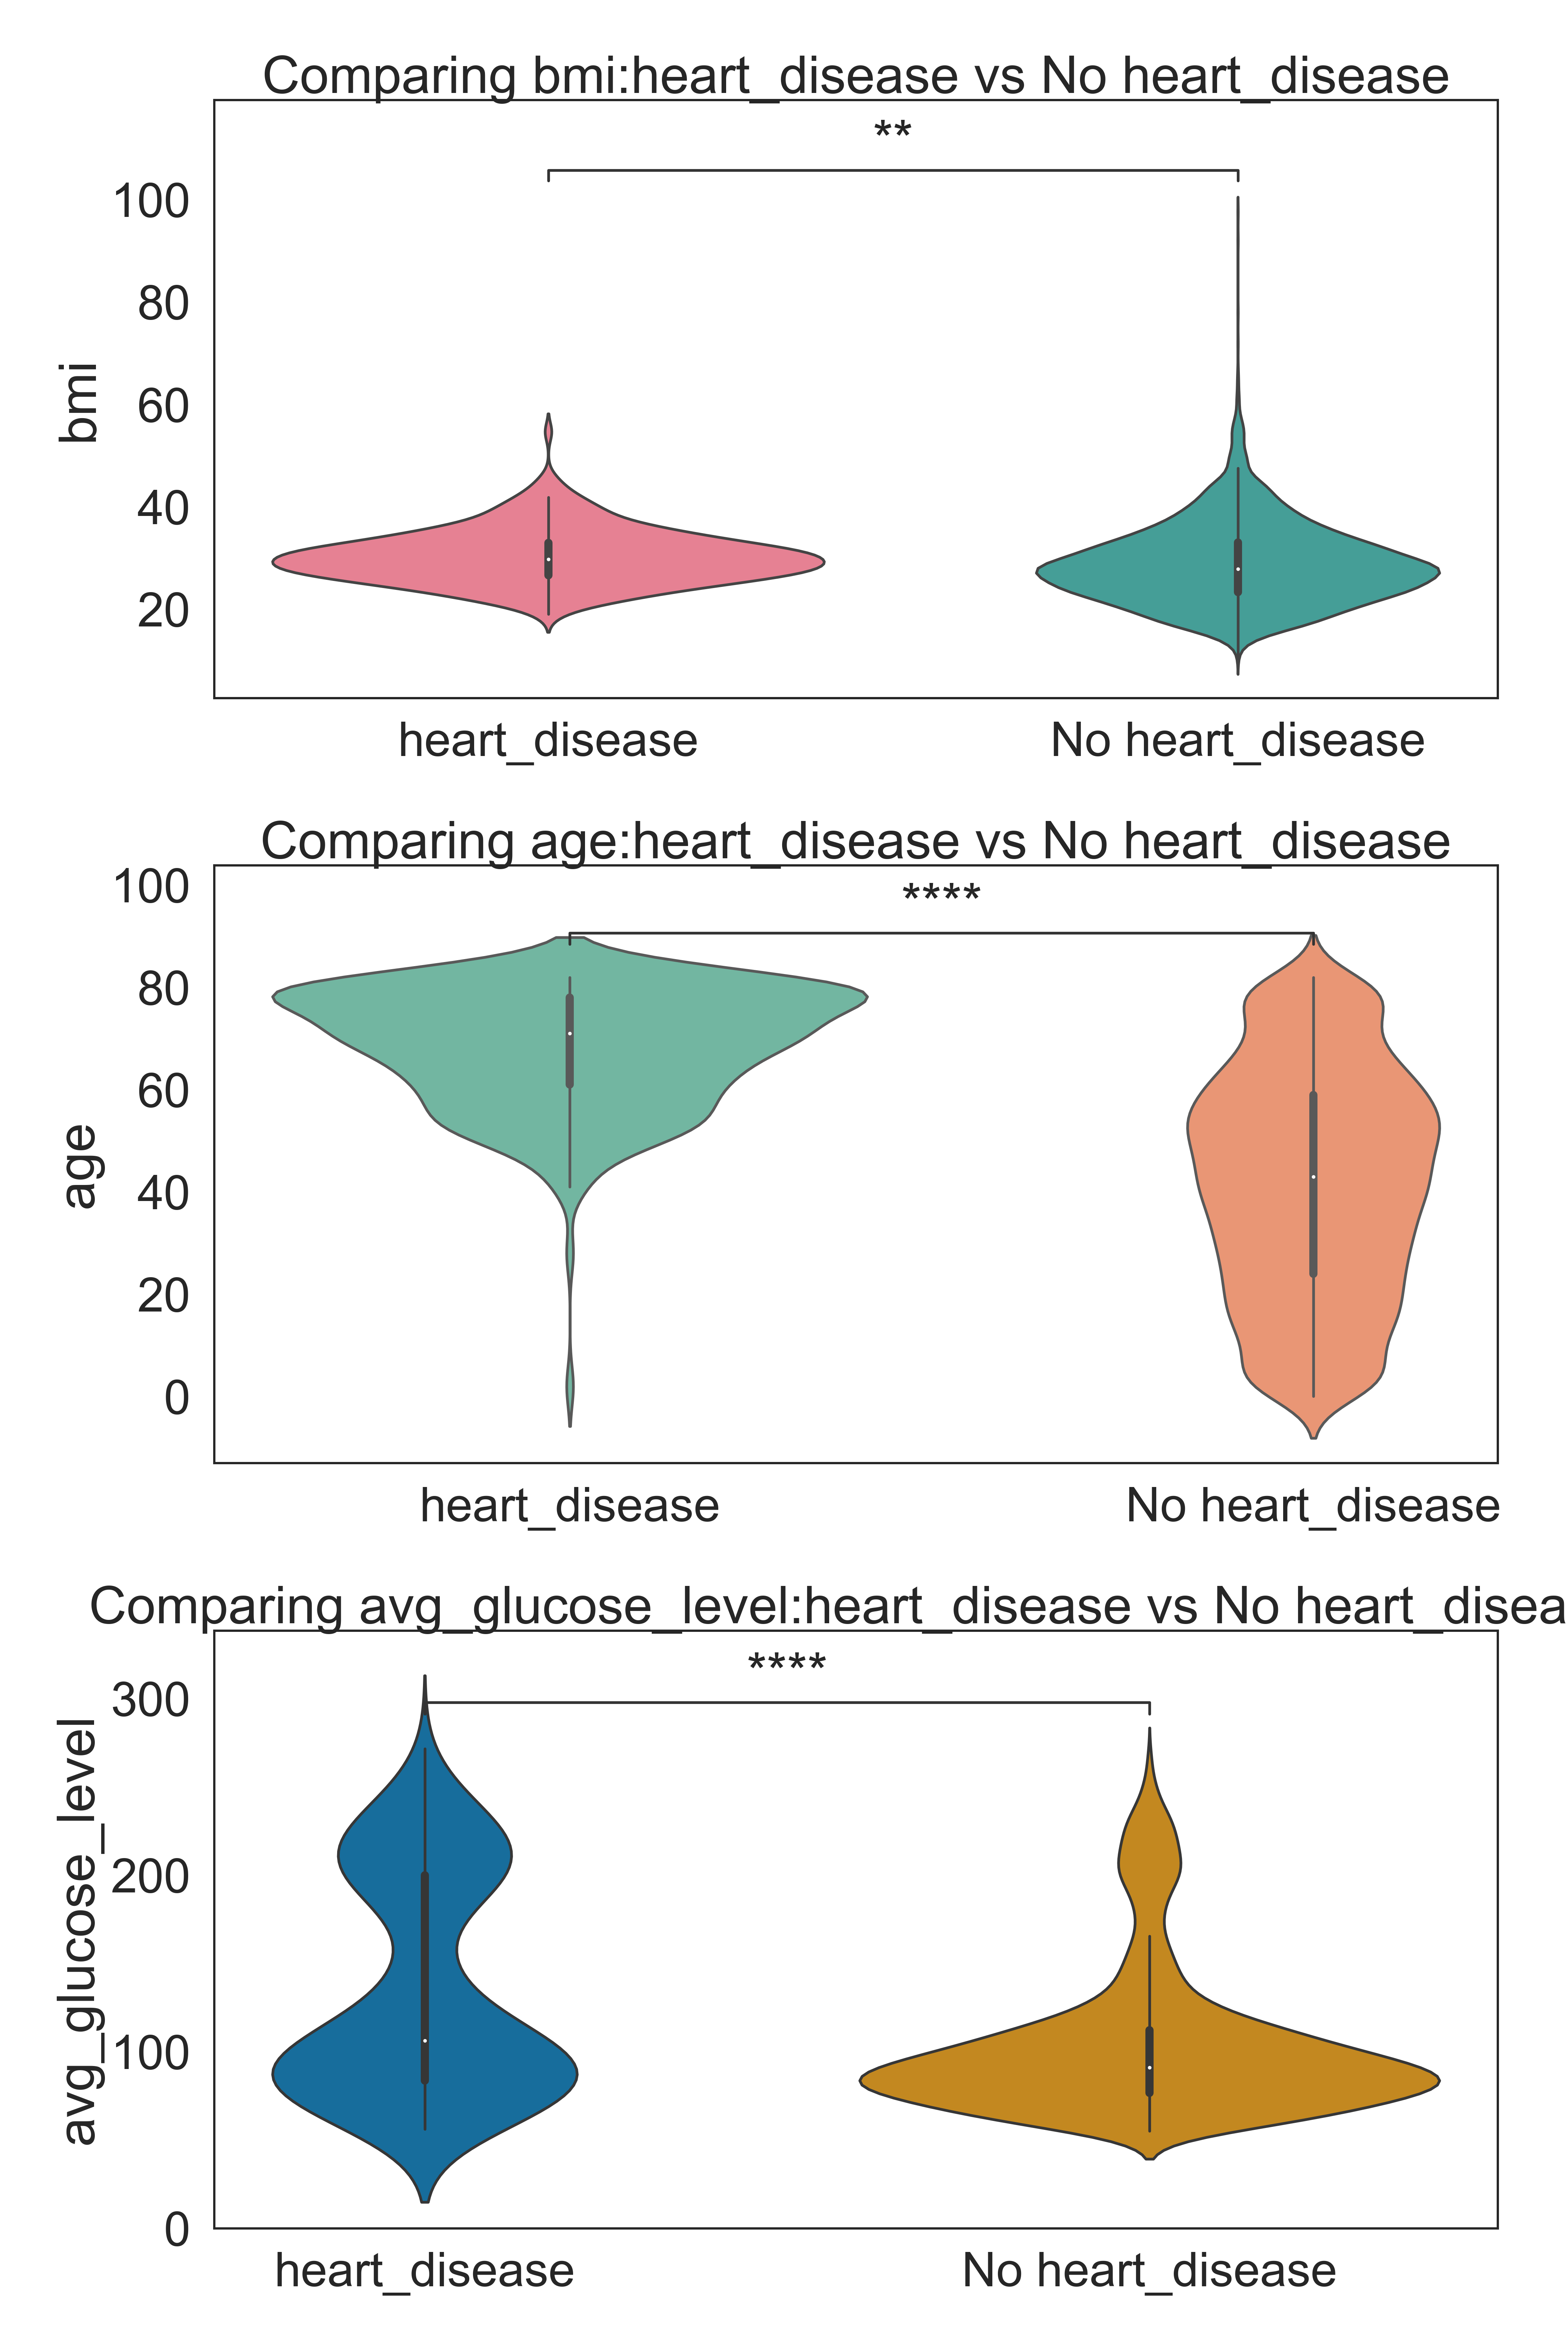 Comparing bmi:heart_disease vs No heart_disease
**
100
80
60
40
20
bmi
heart_disease No heart_disease
Comparing age:heart_disease vs No heart_disease
****
100
80
60
40
20
0
age
heart_disease No heart_disease
Comparing avg_glucose_level:heart_disease vs No heart_disea
****
300
200
100
0
avg_glucose_level
heart_disease No heart_disease